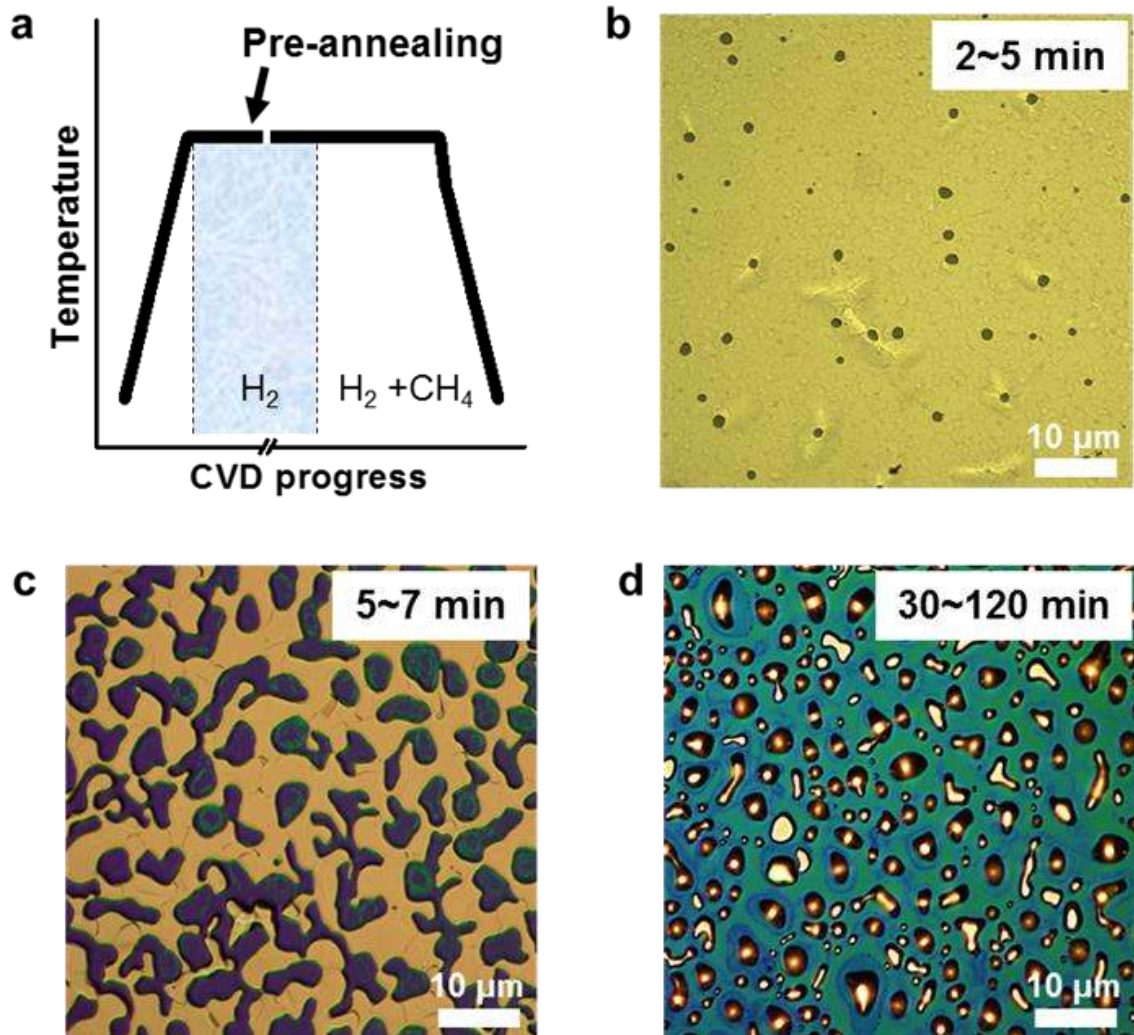 a
Pre-annealing
Temperature
H₂
H₂ +CH₄
CVD progress
b
2~5 min
10 µm
c
5~7 min
10 µm
d
30~120 min
10 µm